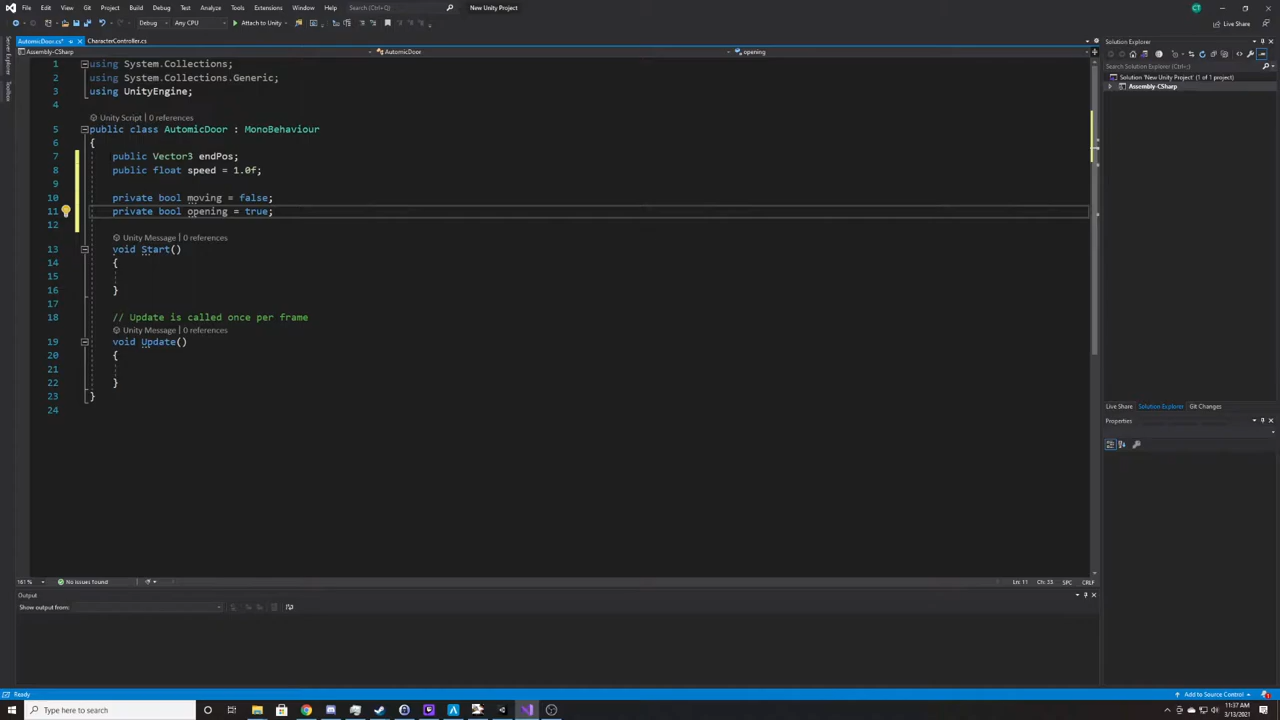 File Edit View Git Project Build Debug Test Analyze Tools Extensions Window Help Search (Ctrl+Q) New Unity Project CT
Debug Any CPU Attach to Unity Live Share
AutomicDoor.cs* CharacterController.cs
Assembly-CSharp AutomicDoor opening
Server Explorer
Toolbox
1 using System.Collections;
2 using System.Collections.Generic;
3 using UnityEngine;
4
Unity Script | 0 references
5 public class AutomicDoor : MonoBehaviour
6 {
7 public Vector3 endPos;
8 public float speed = 1.0f;
9
10 private bool moving = false;
11 private bool opening = true;
12
Unity Message | 0 references
13 void Start()
14 {
15
16 }
17
18 // Update is called once per frame
Unity Message | 0 references
19 void Update()
20 {
21
22 }
23 }
24
161 % No issues found Ln: 11 Ch: 33 SPC CRLF
Output
Show output from:
Solution Explorer
Search Solution Explorer (Ctrl+;)
Solution 'New Unity Project' (1 of 1 project)
Assembly-CSharp
Live Share Solution Explorer Git Changes
Properties
Ready Add to Source Control
Type here to search
11:37 AM
3/13/2021